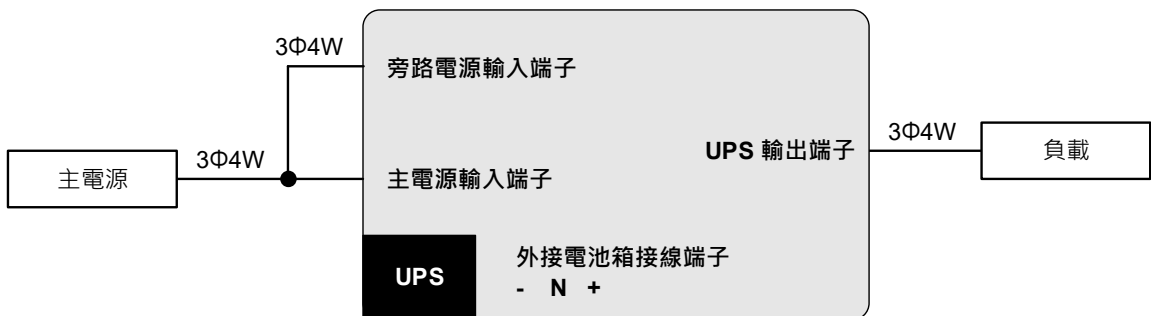 3Φ4W
旁路電源輸入端子
主電源
3Φ4W
主電源輸入端子
UPS 輸出端子
3Φ4W
負載
UPS
外接電池箱接線端子
- N +